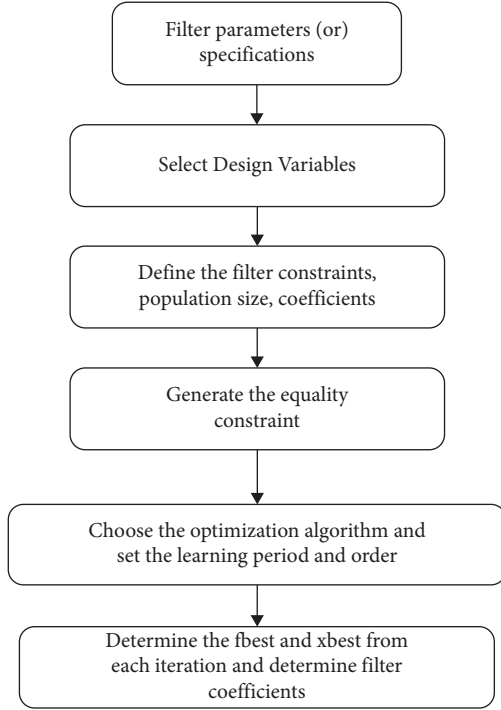 Filter parameters (or)
specifications
Select Design Variables
Define the filter constraints,
population size, coefficients
Generate the equality
constraint
Choose the optimization algorithm and
set the learning period and order
Determine the fbest and xbest from
each iteration and determine filter
coefficients